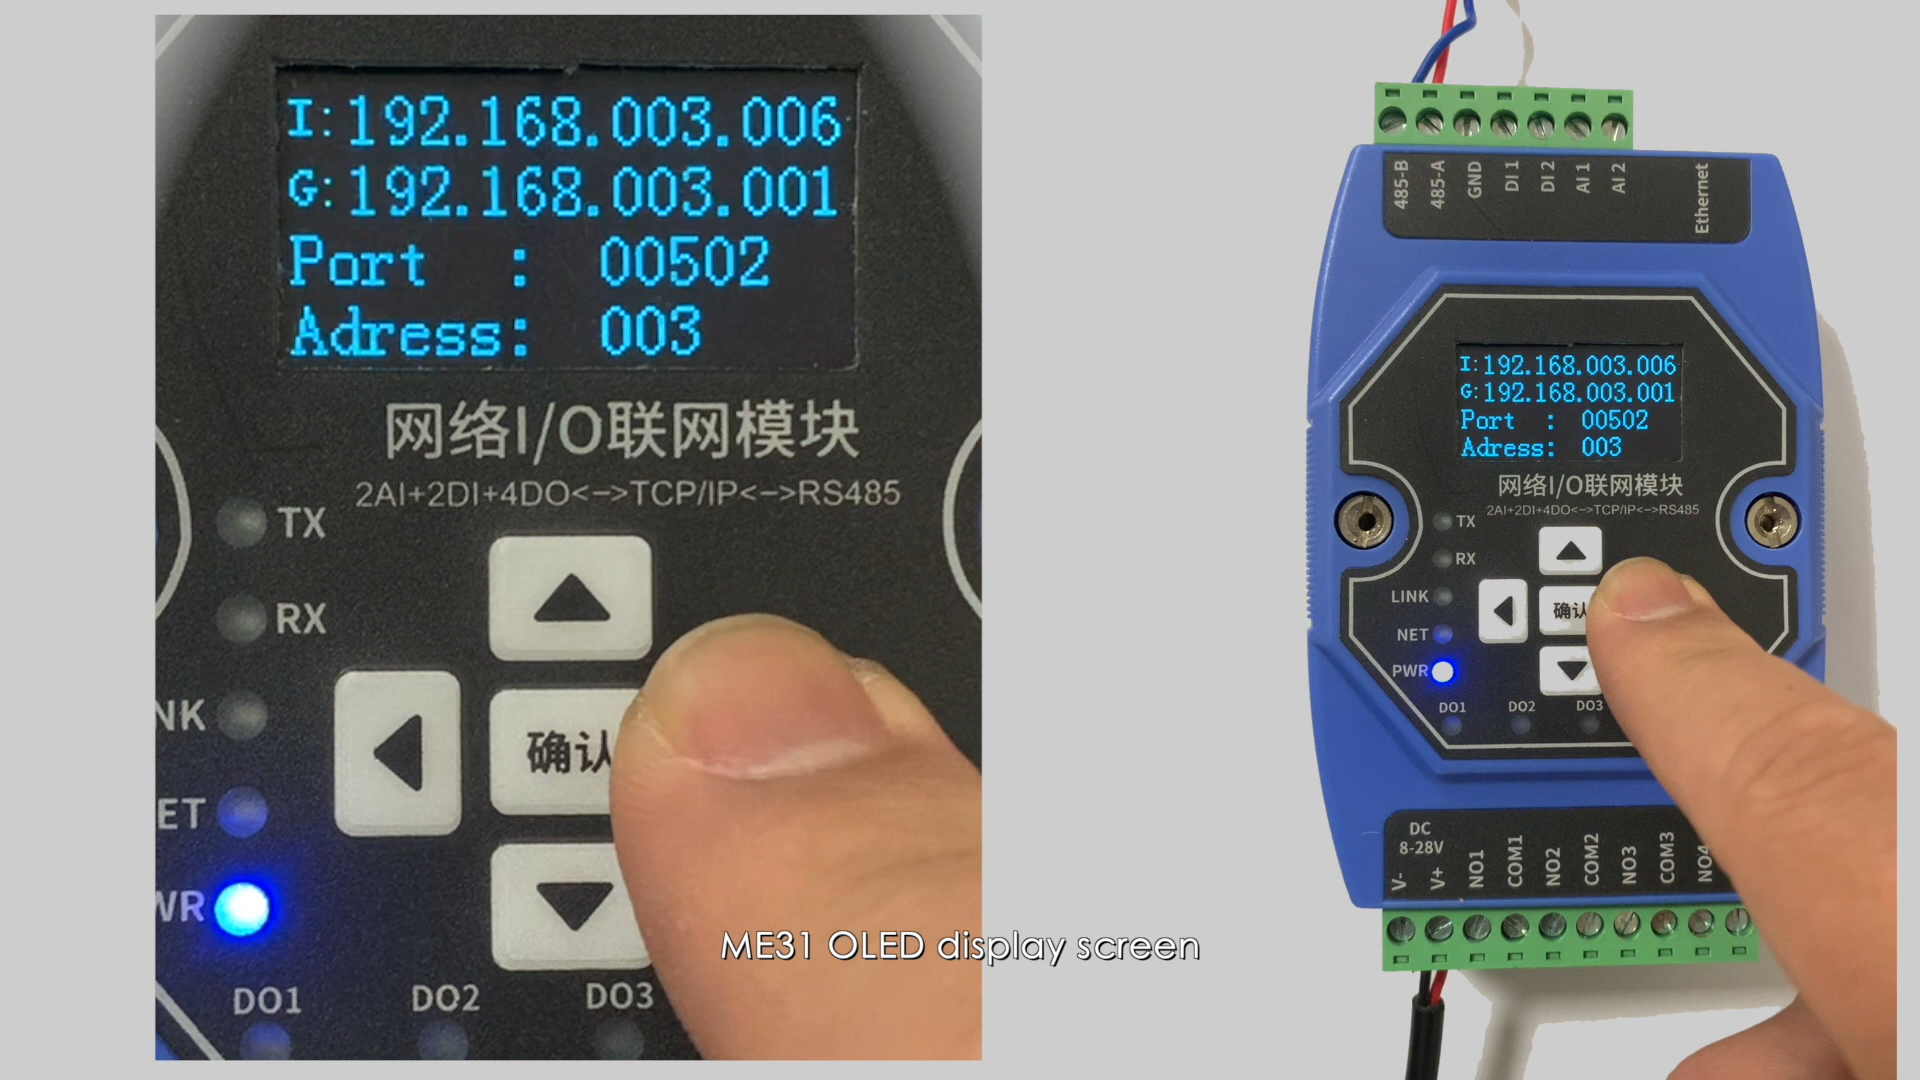 I:192.168.003.006
G:192.168.003.001
Port : 00502
Adress: 003
网络I/O联网模块
2AI+2DI+4DO<->TCP/IP<->RS485
TX
RX
NK
ET
WR
确认
DO1 DO2 DO3
ME31 OLED display screen
485-B 485-A GND DI 1 DI 2 AI 1 AI 2 Ethernet
I:192.168.003.006
G:192.168.003.001
Port : 00502
Adress: 003
网络I/O联网模块
2AI+2DI+4DO<->TCP/IP<->RS485
TX
RX
LINK
NET
PWR
确认
DO1 DO2 DO3
DC
8-28V
V- V+ NO1 COM1 NO2 COM2 NO3 COM3 NO4